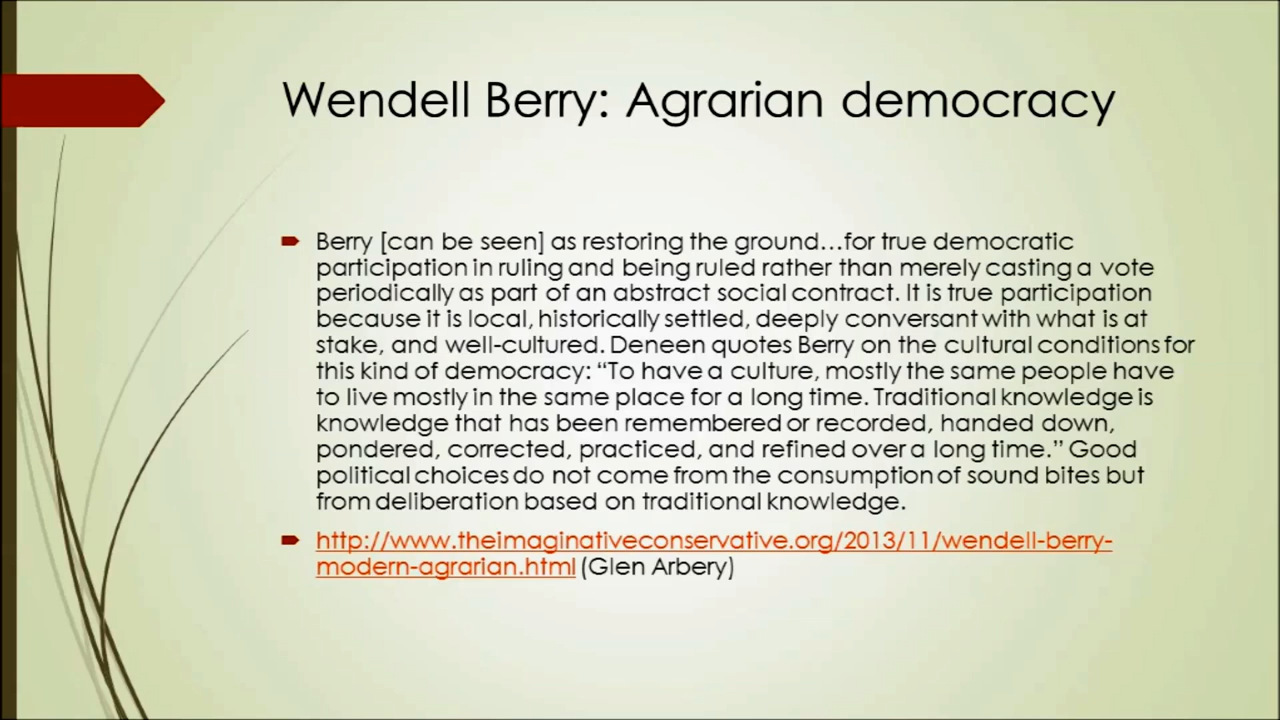 Wendell Berry: Agrarian democracy
Berry [can be seen] as restoring the ground…for true democratic
participation in ruling and being ruled rather than merely casting a vote
periodically as part of an abstract social contract. It is true participation
because it is local, historically settled, deeply conversant with what is at
stake, and well-cultured. Deneen quotes Berry on the cultural conditions for
this kind of democracy: “To have a culture, mostly the same people have
to live mostly in the same place for a long time. Traditional knowledge is
knowledge that has been remembered or recorded, handed down,
pondered, corrected, practiced, and refined over a long time.” Good
political choices do not come from the consumption of sound bites but
from deliberation based on traditional knowledge.
http://www.theimaginativeconservative.org/2013/11/wendell-berry-
modern-agrarian.html (Glen Arbery)